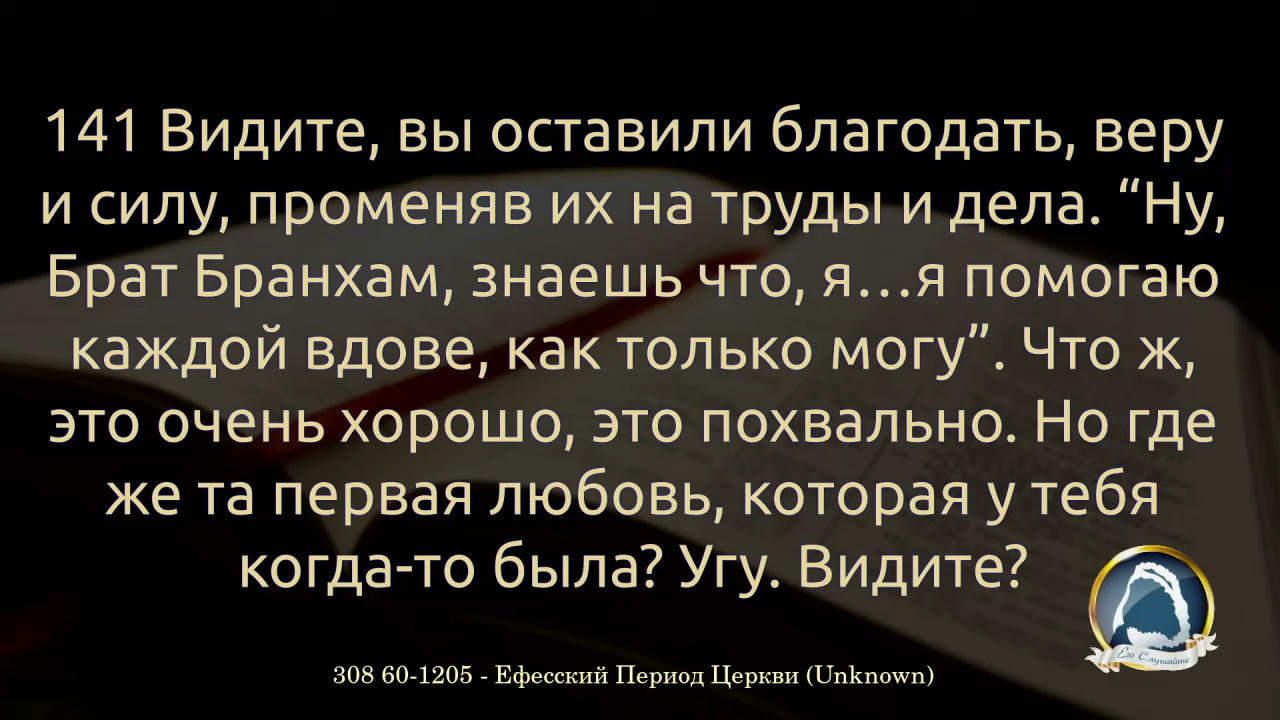 141 Видите, вы оставили благодать, веру
и силу, променяв их на труды и дела. “Ну,
Брат Бранхам, знаешь что, я…я помогаю
каждой вдове, как только могу”. Что ж,
это очень хорошо, это похвально. Но где
же та первая любовь, которая у тебя
когда-то была? Угу. Видите?
Его Слушайте
308 60-1205 - Ефесский Период Церкви (Unknown)